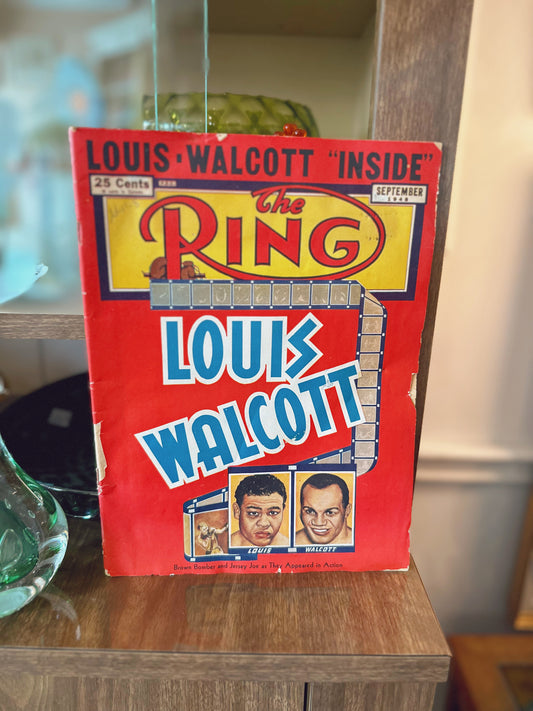 LOUIS·WALCOTT "INSIDE"
25 Cents
SEPTEMBER
1948
The
RING
LOUIS
WALCOTT
LOUIS
WALCOTT
Brown Bomber and Jersey Joe as They Appeared in Action